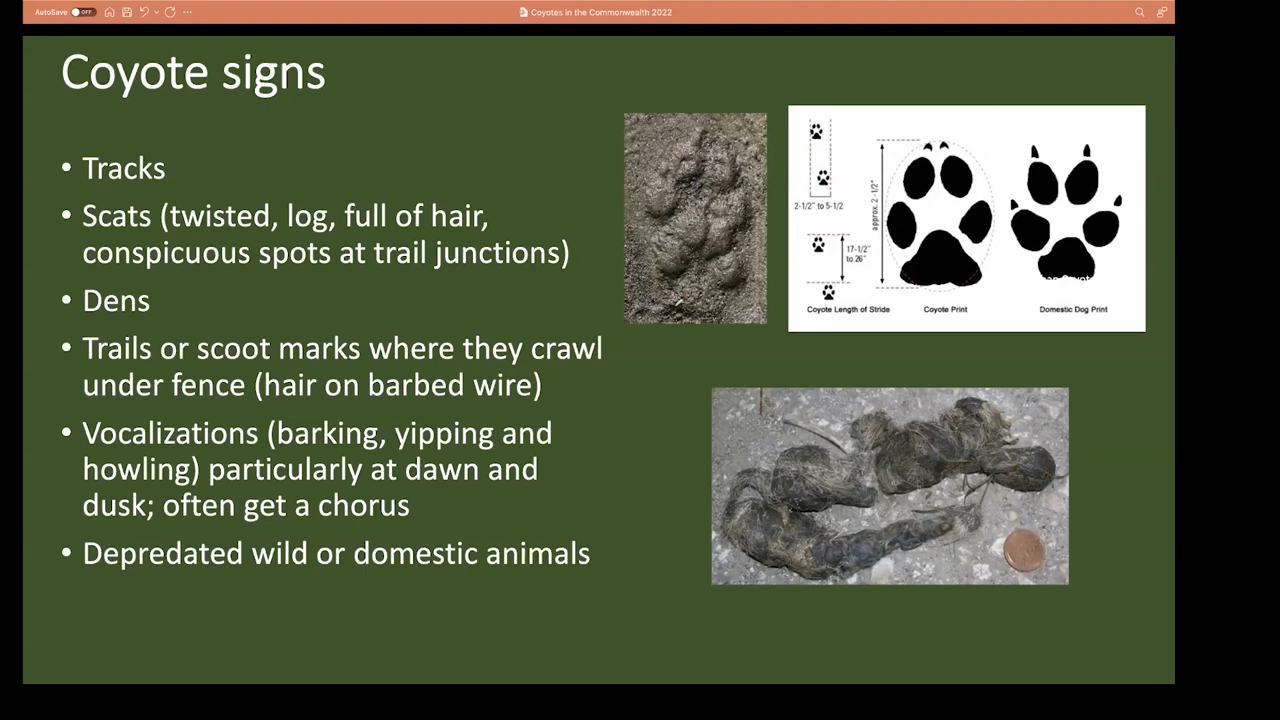 AutoSave OFF
Coyotes in the Commonwealth 2022
Coyote signs
• Tracks
• Scats (twisted, log, full of hair,
conspicuous spots at trail junctions)
• Dens
• Trails or scoot marks where they crawl
under fence (hair on barbed wire)
• Vocalizations (barking, yipping and
howling) particularly at dawn and
dusk; often get a chorus
• Depredated wild or domestic animals
2-1/2" to 5-1/2
17-1/2"
to 26"
approx. 2 -1/2"
Coyote Length of Stride
Coyote Print
Domestic Dog Print